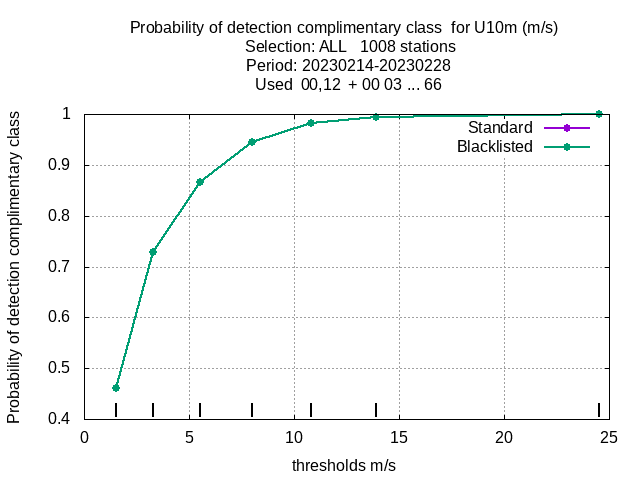 Probability of detection complimentary class  for U10m (m/s)
Selection: ALL   1008 stations
Period: 20230214-20230228
Used  00,12  + 00 03 ... 66
Probability of detection complimentary class
1
0.9
0.8
0.7
0.6
0.5
0.4
Standard
Blacklisted
0 5 10 15 20 25
thresholds m/s